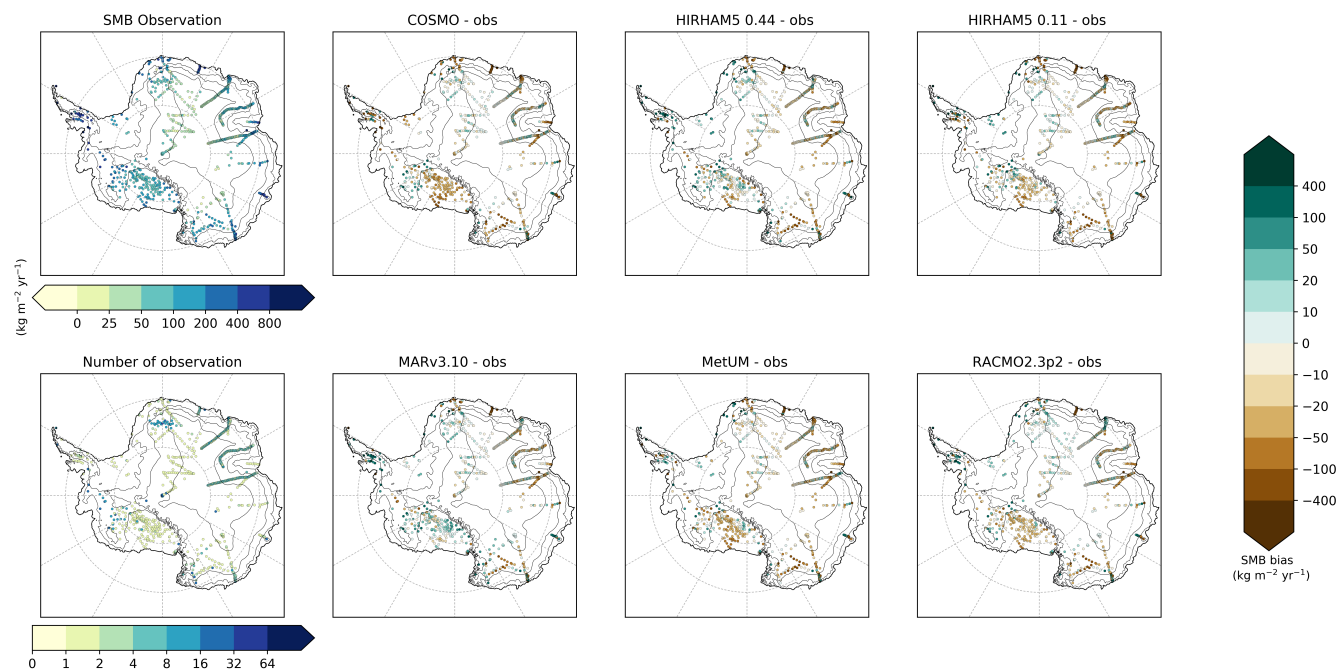 SMB Observation
COSMO - obs
HIRHAM5 0.44 - obs
HIRHAM5 0.11 - obs
(kg m⁻² yr⁻¹)
0 25 50 100 200 400 800
Number of observation
MARv3.10 - obs
MetUM - obs
RACMO2.3p2 - obs
0 1 2 4 8 16 32 64
400
100
50
20
10
0
−10
−20
−50
−100
−400
SMB bias
(kg m⁻² yr⁻¹)